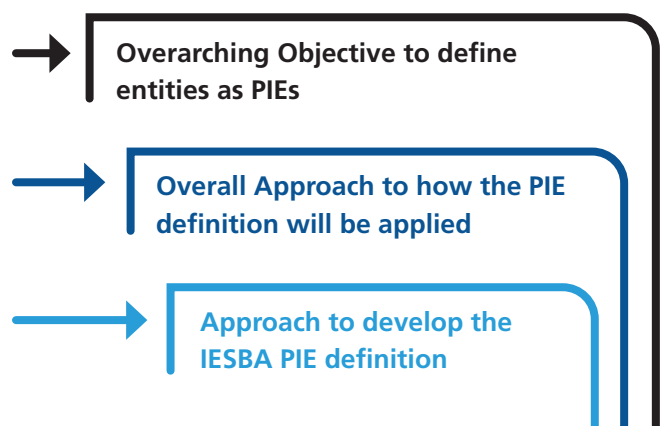 Overarching Objective to define
entities as PIEs
Overall Approach to how the PIE
definition will be applied
Approach to develop the
IESBA PIE definition